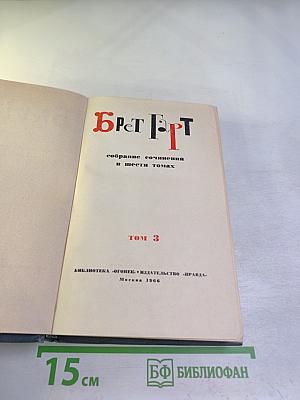 Брет Гарт
собрание сочинений
в шести томах
том 3
БИБЛИОТЕКА «ОГОНЕК» • ИЗДАТЕЛЬСТВО «ПРАВДА»
Москва 1966
15 см
БФ БИБЛИОФАН